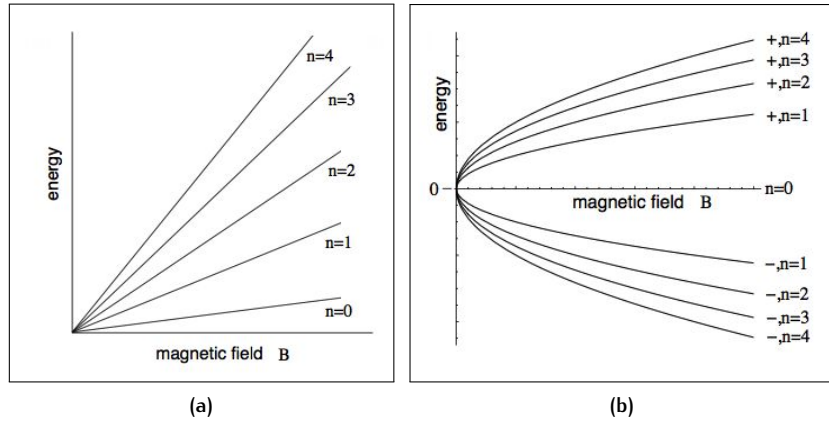 energy
n=4
n=3
n=2
n=1
n=0
magnetic field B
(a)
energy
0
+,n=4
+,n=3
+,n=2
+,n=1
n=0
magnetic field B
−,n=1
−,n=2
−,n=3
−,n=4
(b)